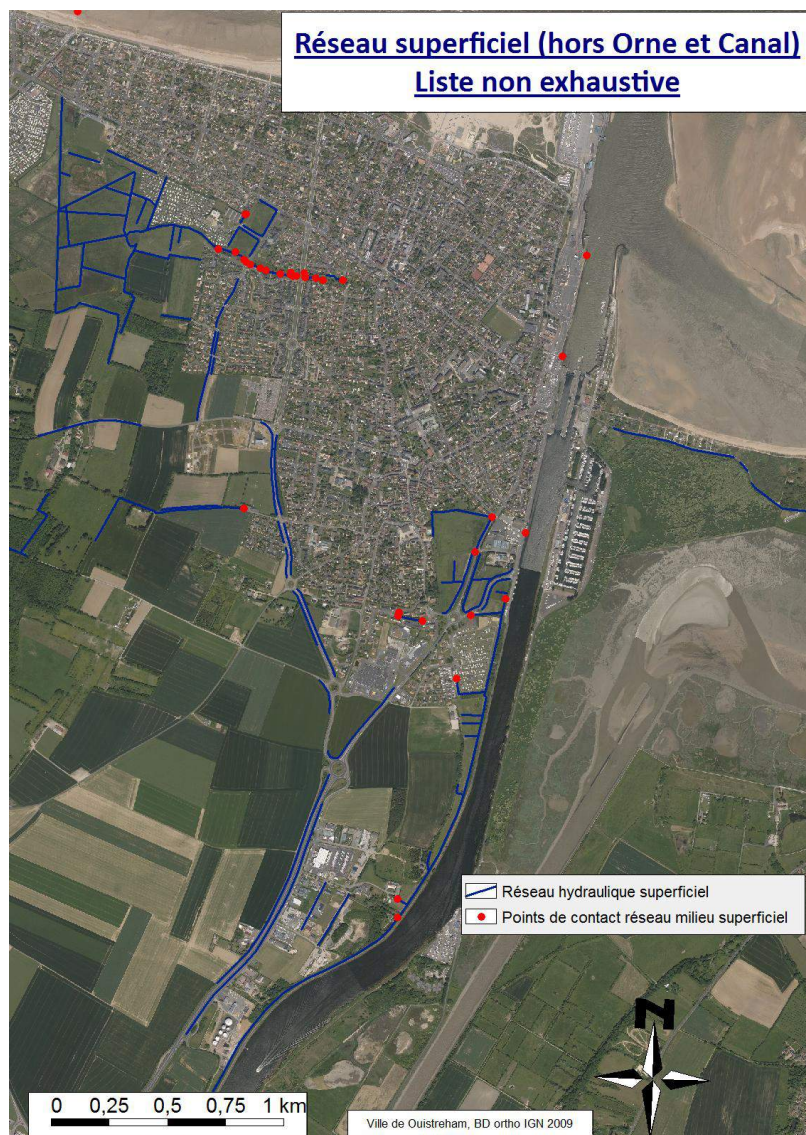 Réseau superficiel (hors Orne et Canal)
Liste non exhaustive
Réseau hydraulique superficiel
Points de contact réseau milieu superficiel
N
0 0,25 0,5 0,75 1 km
Ville de Ouistreham, BD ortho IGN 2009